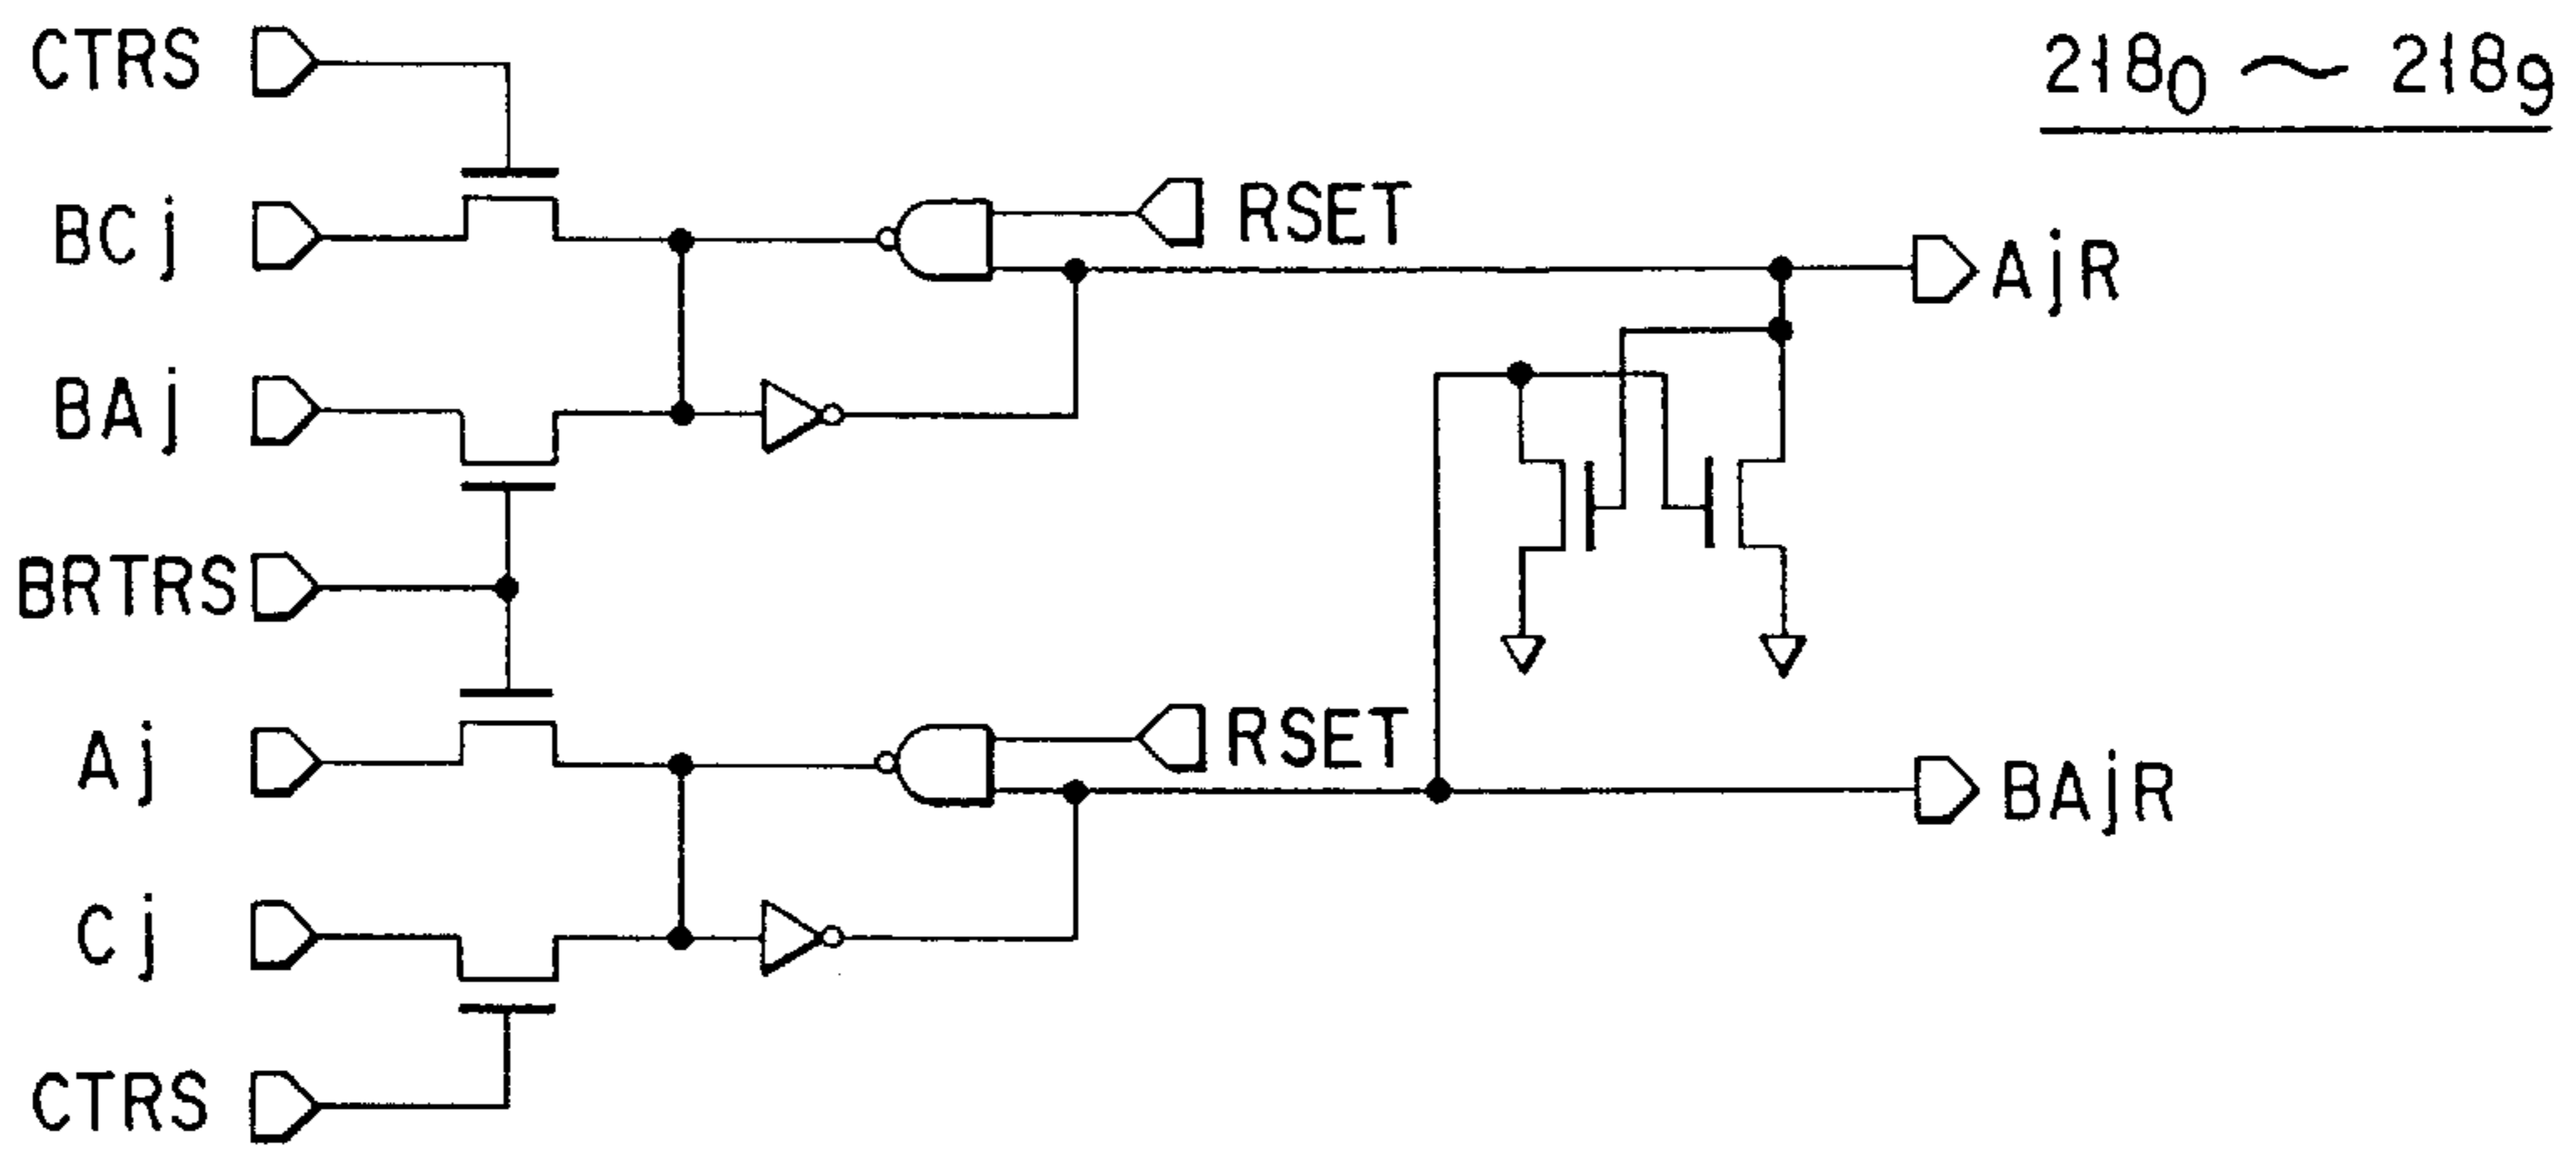 CTRS
218₀ ~ 218₉
BCj
RSET
AjR
BAj
BRTRS
Aj
RSET
BAjR
Cj
CTRS